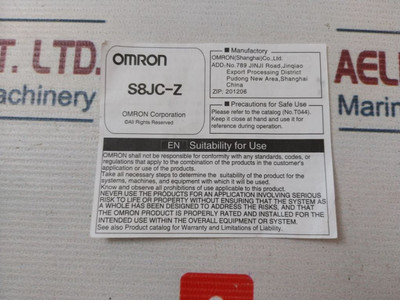 T. LTD.
Machinery
AELI
Marin
OMRON
S8JC-Z
OMRON Corporation
©All Rights Reserved
■ Manufactory
OMRON(Shanghai)Co.,Ltd.
ADD.No.789 JINJI Road,Jinqiao
Export Processing District
Pudong New Area,Shanghai
China
ZIP: 201206
■ Precautions for Safe Use
Please refer to the catalog (No.T044).
Keep it close at hand and use it for
reference during operation.
EN Suitability for Use
OMRON shall not be responsible for conformity with any standards, codes, or
regulations that apply to the combination of the products in the customer's
application or use of the products.
Take all necessary steps to determine the suitability of the product for the
systems, machines, and equipment with which it will be used.
Know and observe all prohibitions of use applicable to this product.
NEVER USE THE PRODUCTS FOR AN APPLICATION INVOLVING SERIOUS
RISK TO LIFE OR PROPERTY WITHOUT ENSURING THAT THE SYSTEM AS
A WHOLE HAS BEEN DESIGNED TO ADDRESS THE RISKS, AND THAT
THE OMRON PRODUCT IS PROPERLY RATED AND INSTALLED FOR THE
INTENDED USE WITHIN THE OVERALL EQUIPMENT OR SYSTEM.
See also Product catalog for Warranty and Limitations of Liability.